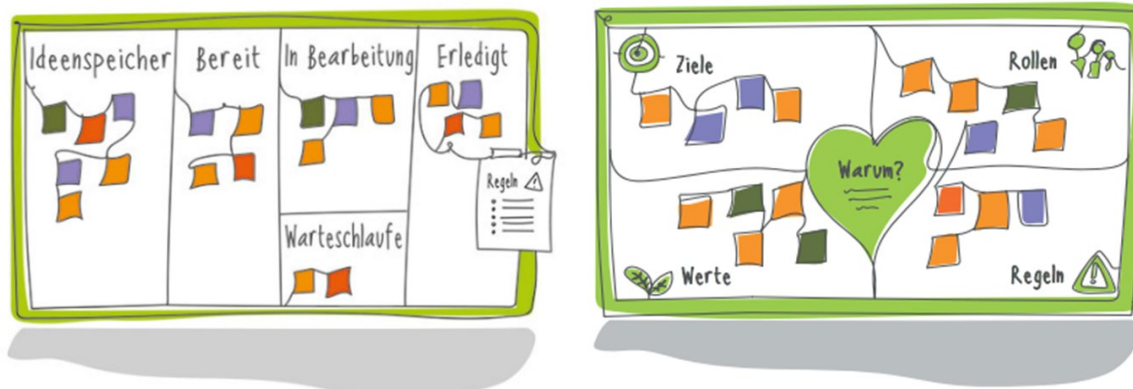 Ideenspeicher
Bereit
In Bearbeitung
Erledigt
Regeln
Warteschlaufe
Ziele
Rollen
Warum?
Werte
Regeln